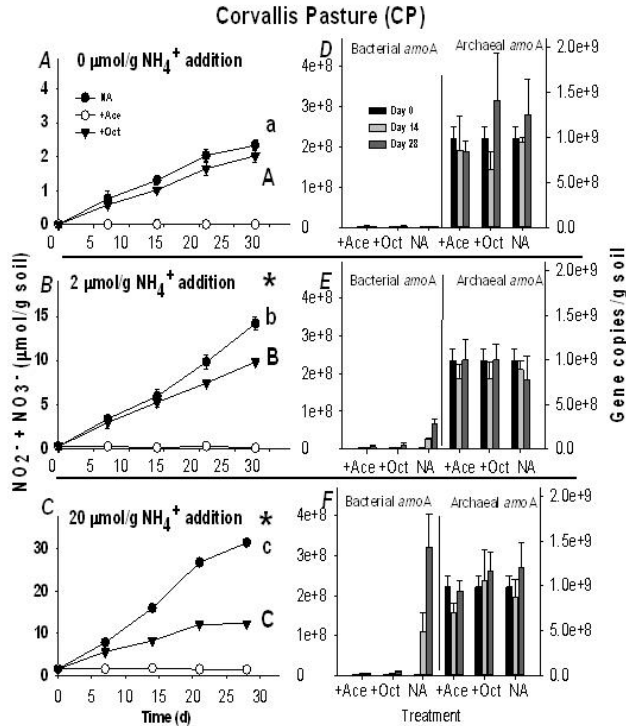 Corvallis Pasture (CP)
A
0 µmol/g NH4+ addition
NA
+Ace
+Oct
a
A
5
4
3
2
1
0
0 5 10 15 20 25 30
D
Bacterial amoA
Archaeal amoA
Day 0
Day 14
Day 28
4e+8
3e+8
2e+8
1e+8
0
2.0e+9
1.5e+9
1.0e+9
5.0e+8
0.0
+Ace +Oct NA +Ace +Oct NA
B
2 µmol/g NH4+ addition
*
b
B
15
10
5
0
0 5 10 15 20 25 30
E
Bacterial amoA
Archaeal amoA
4e+8
3e+8
2e+8
1e+8
0
2.0e+9
1.5e+9
1.0e+9
5.0e+8
0.0
+Ace +Oct NA +Ace +Oct NA
C
20 µmol/g NH4+ addition
*
c
C
30
20
10
0
0 5 10 15 20 25 30
Time (d)
F
Bacterial amoA
Archaeal amoA
4e+8
3e+8
2e+8
1e+8
0
2.0e+9
1.5e+9
1.0e+9
5.0e+8
0.0
+Ace +Oct NA +Ace +Oct NA
Treatment
NO2- + NO3- (µmol/g soil)
Gene copies/g soil